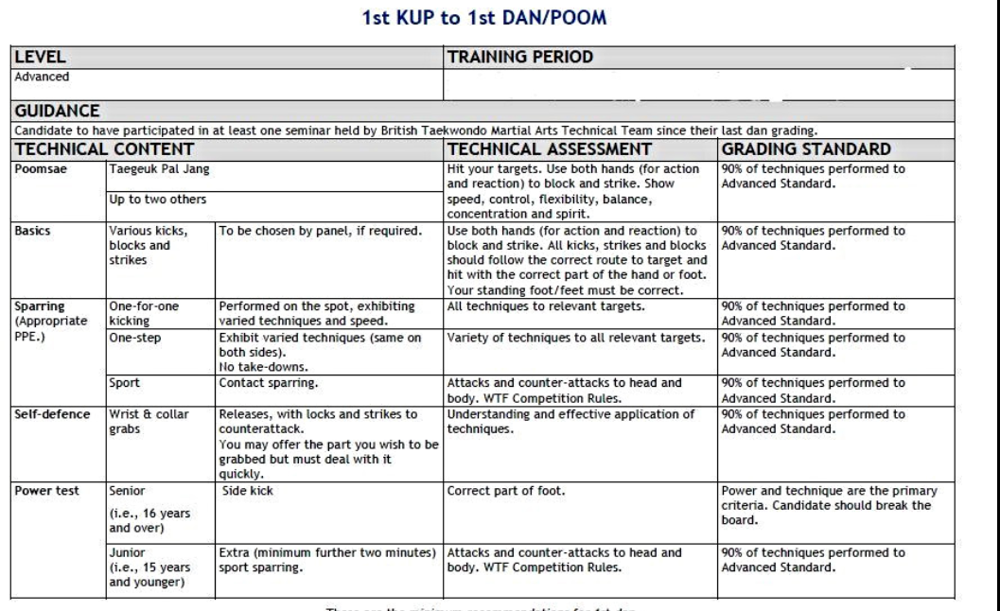 1st KUP to 1st DAN/POOM
LEVEL
TRAINING PERIOD
Advanced
GUIDANCE
Candidate to have participated in at least one seminar held by British Taekwondo Martial Arts Technical Team since their last dan grading.
TECHNICAL CONTENT
TECHNICAL ASSESSMENT
GRADING STANDARD
Poomsae
Taegeuk Pal Jang
Up to two others
Hit your targets. Use both hands (for action
and reaction) to block and strike. Show
speed, control, flexibility, balance,
concentration and spirit.
90% of techniques performed to
Advanced Standard.
Basics
Various kicks,
blocks and
strikes
To be chosen by panel, if required.
Use both hands (for action and reaction) to
block and strike. All kicks, strikes and blocks
should follow the correct route to target and
hit with the correct part of the hand or foot.
Your standing foot/feet must be correct.
90% of techniques performed to
Advanced Standard.
Sparring
(Appropriate
PPE.)
One-for-one
kicking
Performed on the spot, exhibiting
varied techniques and speed.
All techniques to relevant targets.
90% of techniques performed to
Advanced Standard.
One-step
Exhibit varied techniques (same on
both sides).
No take-downs.
Variety of techniques to all relevant targets.
90% of techniques performed to
Advanced Standard.
Sport
Contact sparring.
Attacks and counter-attacks to head and
body. WTF Competition Rules.
90% of techniques performed to
Advanced Standard.
Self-defence
Wrist & collar
grabs
Releases, with locks and strikes to
counterattack.
You may offer the part you wish to be
grabbed but must deal with it
quickly.
Understanding and effective application of
techniques.
90% of techniques performed to
Advanced Standard.
Power test
Senior
(i.e., 16 years
and over)
Side kick
Correct part of foot.
Power and technique are the primary
criteria. Candidate should break the
board.
Junior
(i.e., 15 years
and younger)
Extra (minimum further two minutes)
sport sparring.
Attacks and counter-attacks to head and
body. WTF Competition Rules.
90% of techniques performed to
Advanced Standard.
These are the minimum recommendations for 1st dan